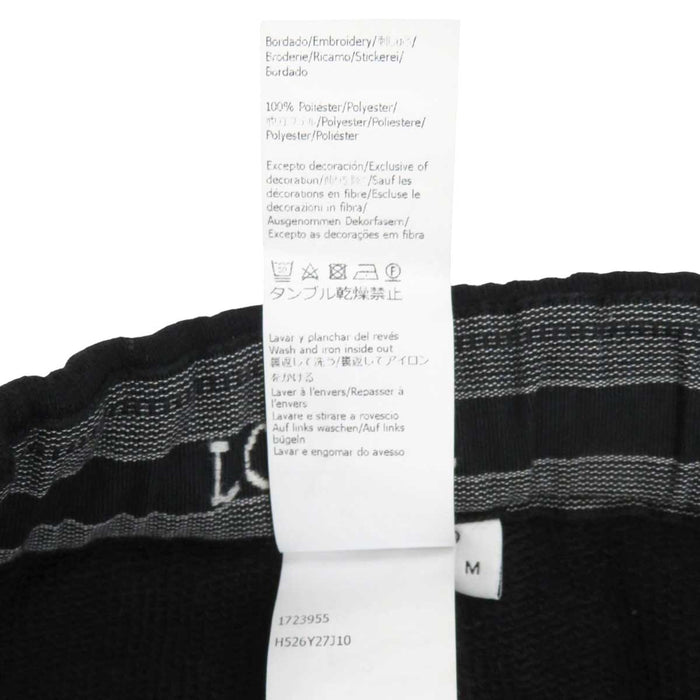 Bordado/Embroidery/刺しゅう/
Broderie/Ricamo/Stickerei/
Bordado
100% Poliéster/Polyester/
ポリエステル/Polyester/Poliestere/
Polyester/Poliéster
Excepto decoración/Exclusive of
decoration/飾り除く/Sauf les
décorations en fibre/Escluse le
decorazioni in fibra/
Ausgenommen Dekorfasern/
Excepto as decorações em fibra
タンブル乾燥禁止
Lavar y planchar del revés
Wash and iron inside out
裏返して洗う/裏返してアイロン
をかける
Laver à l'envers/Repasser à
l'envers
Lavare e stirare a rovescio
Auf links waschen/Auf links
bügeln
Lavar e engomar do avesso
LO
M
1723955
H526Y27J10